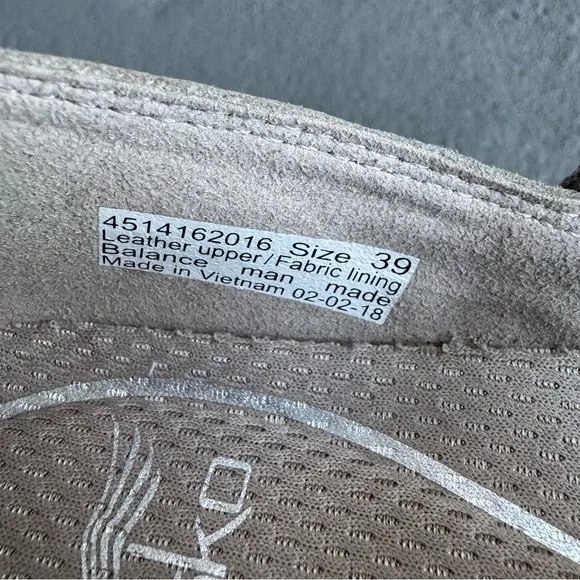 4514162016 Size 39
Leather upper/Fabric lining
Balance man made
Made in Vietnam 02-02-18